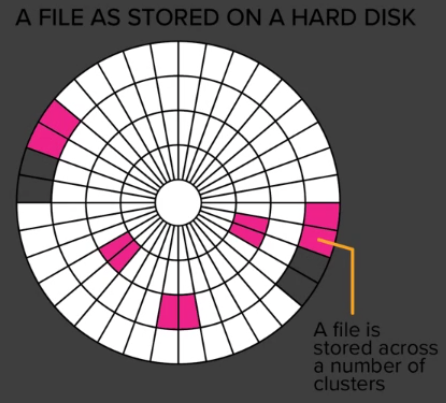 A FILE AS STORED ON A HARD DISK
A file is
stored across
a number of
clusters